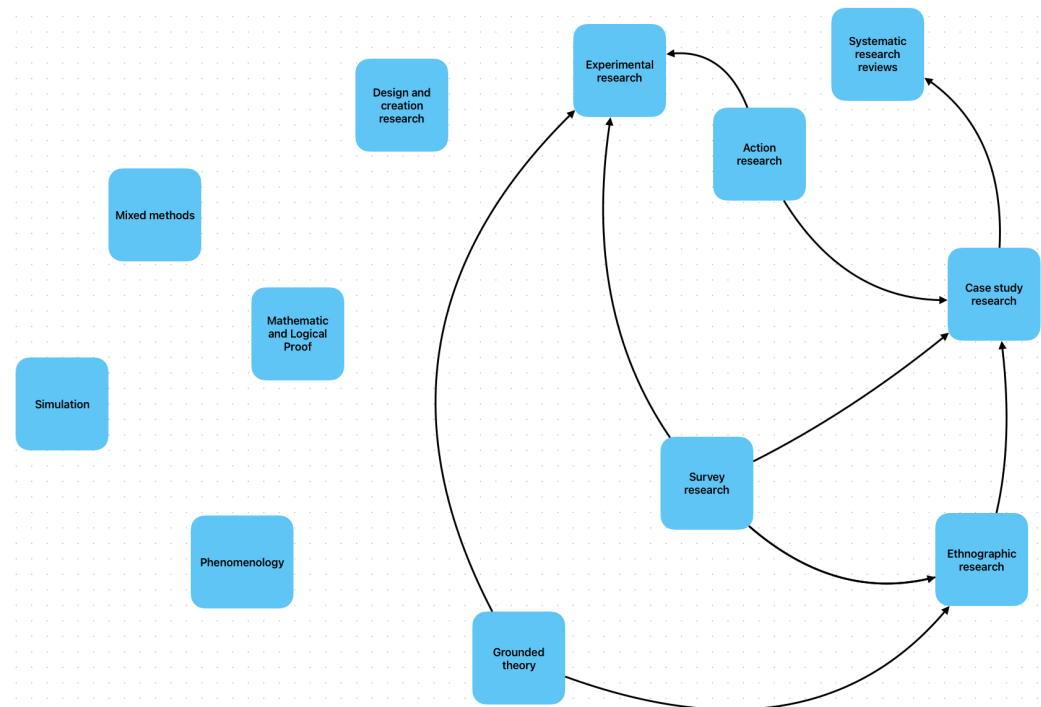 Systematic
research
reviews
Experimental
research
Design and
creation
research
Action
research
Mixed methods
Case study
research
Mathematic
and Logical
Proof
Simulation
Survey
research
Phenomenology
Ethnographic
research
Grounded
theory